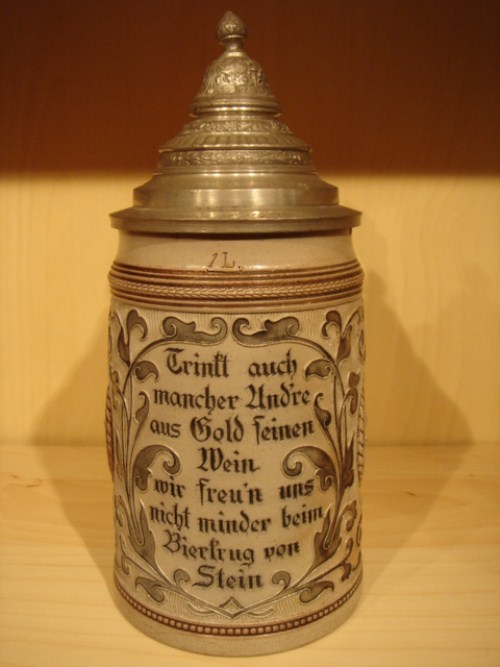 1L.
Trinkt auch
mancher Andre
aus Gold seinen
Wein
wir freu'n uns
nicht minder beim
Bierkrug von
Stein